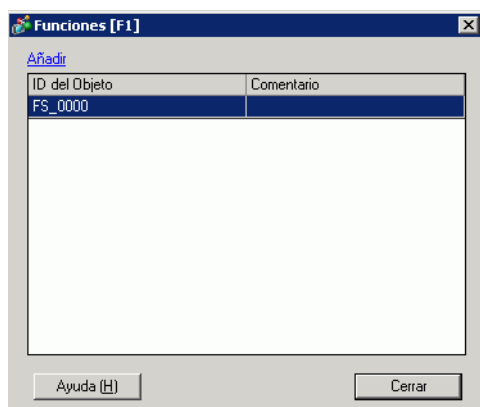 Funciones [F1]
Añadir
ID del Objeto Comentario
FS_0000
Ayuda (H) Cerrar